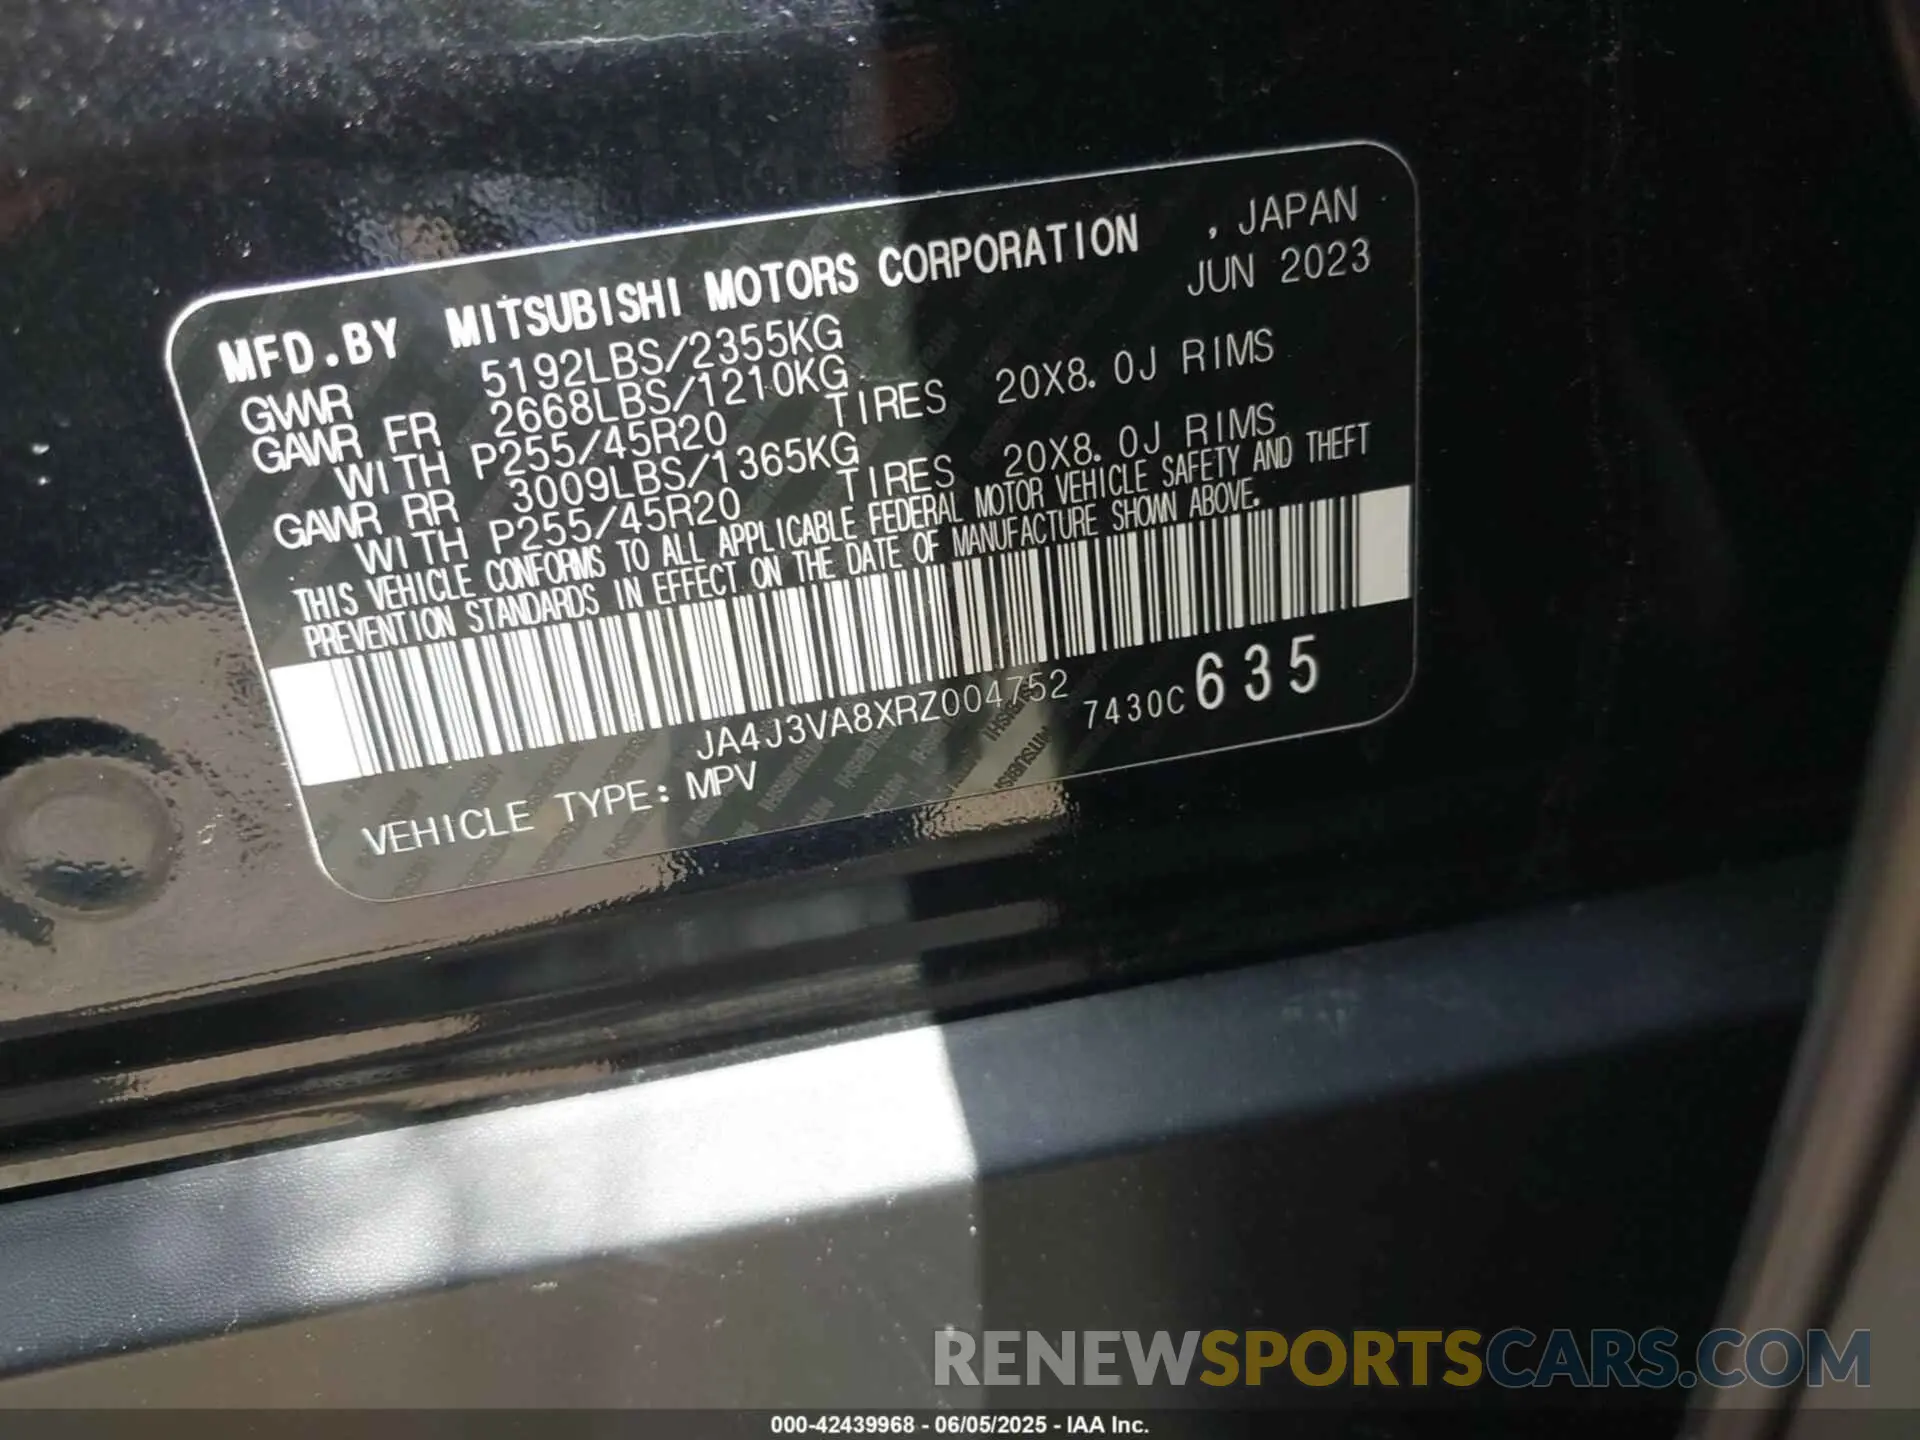 MFD.BY MITSUBISHI MOTORS CORPORATION , JAPAN
GVWR 5192LBS/2355KG JUN 2023
GAWR FR 2668LBS/1210KG
WITH P255/45R20 TIRES 20X8.0J RIMS
GAWR RR 3009LBS/1365KG
WITH P255/45R20 TIRES 20X8.0J RIMS
THIS VEHICLE CONFORMS TO ALL APPLICABLE FEDERAL MOTOR VEHICLE SAFETY AND THEFT
PREVENTION STANDARDS IN EFFECT ON THE DATE OF MANUFACTURE SHOWN ABOVE.
JA4J3VA8XRZ004752 7430C 635
VEHICLE TYPE: MPV
RENEWSPORTSCARS.COM
000-42439968 - 06/05/2025 - IAA Inc.